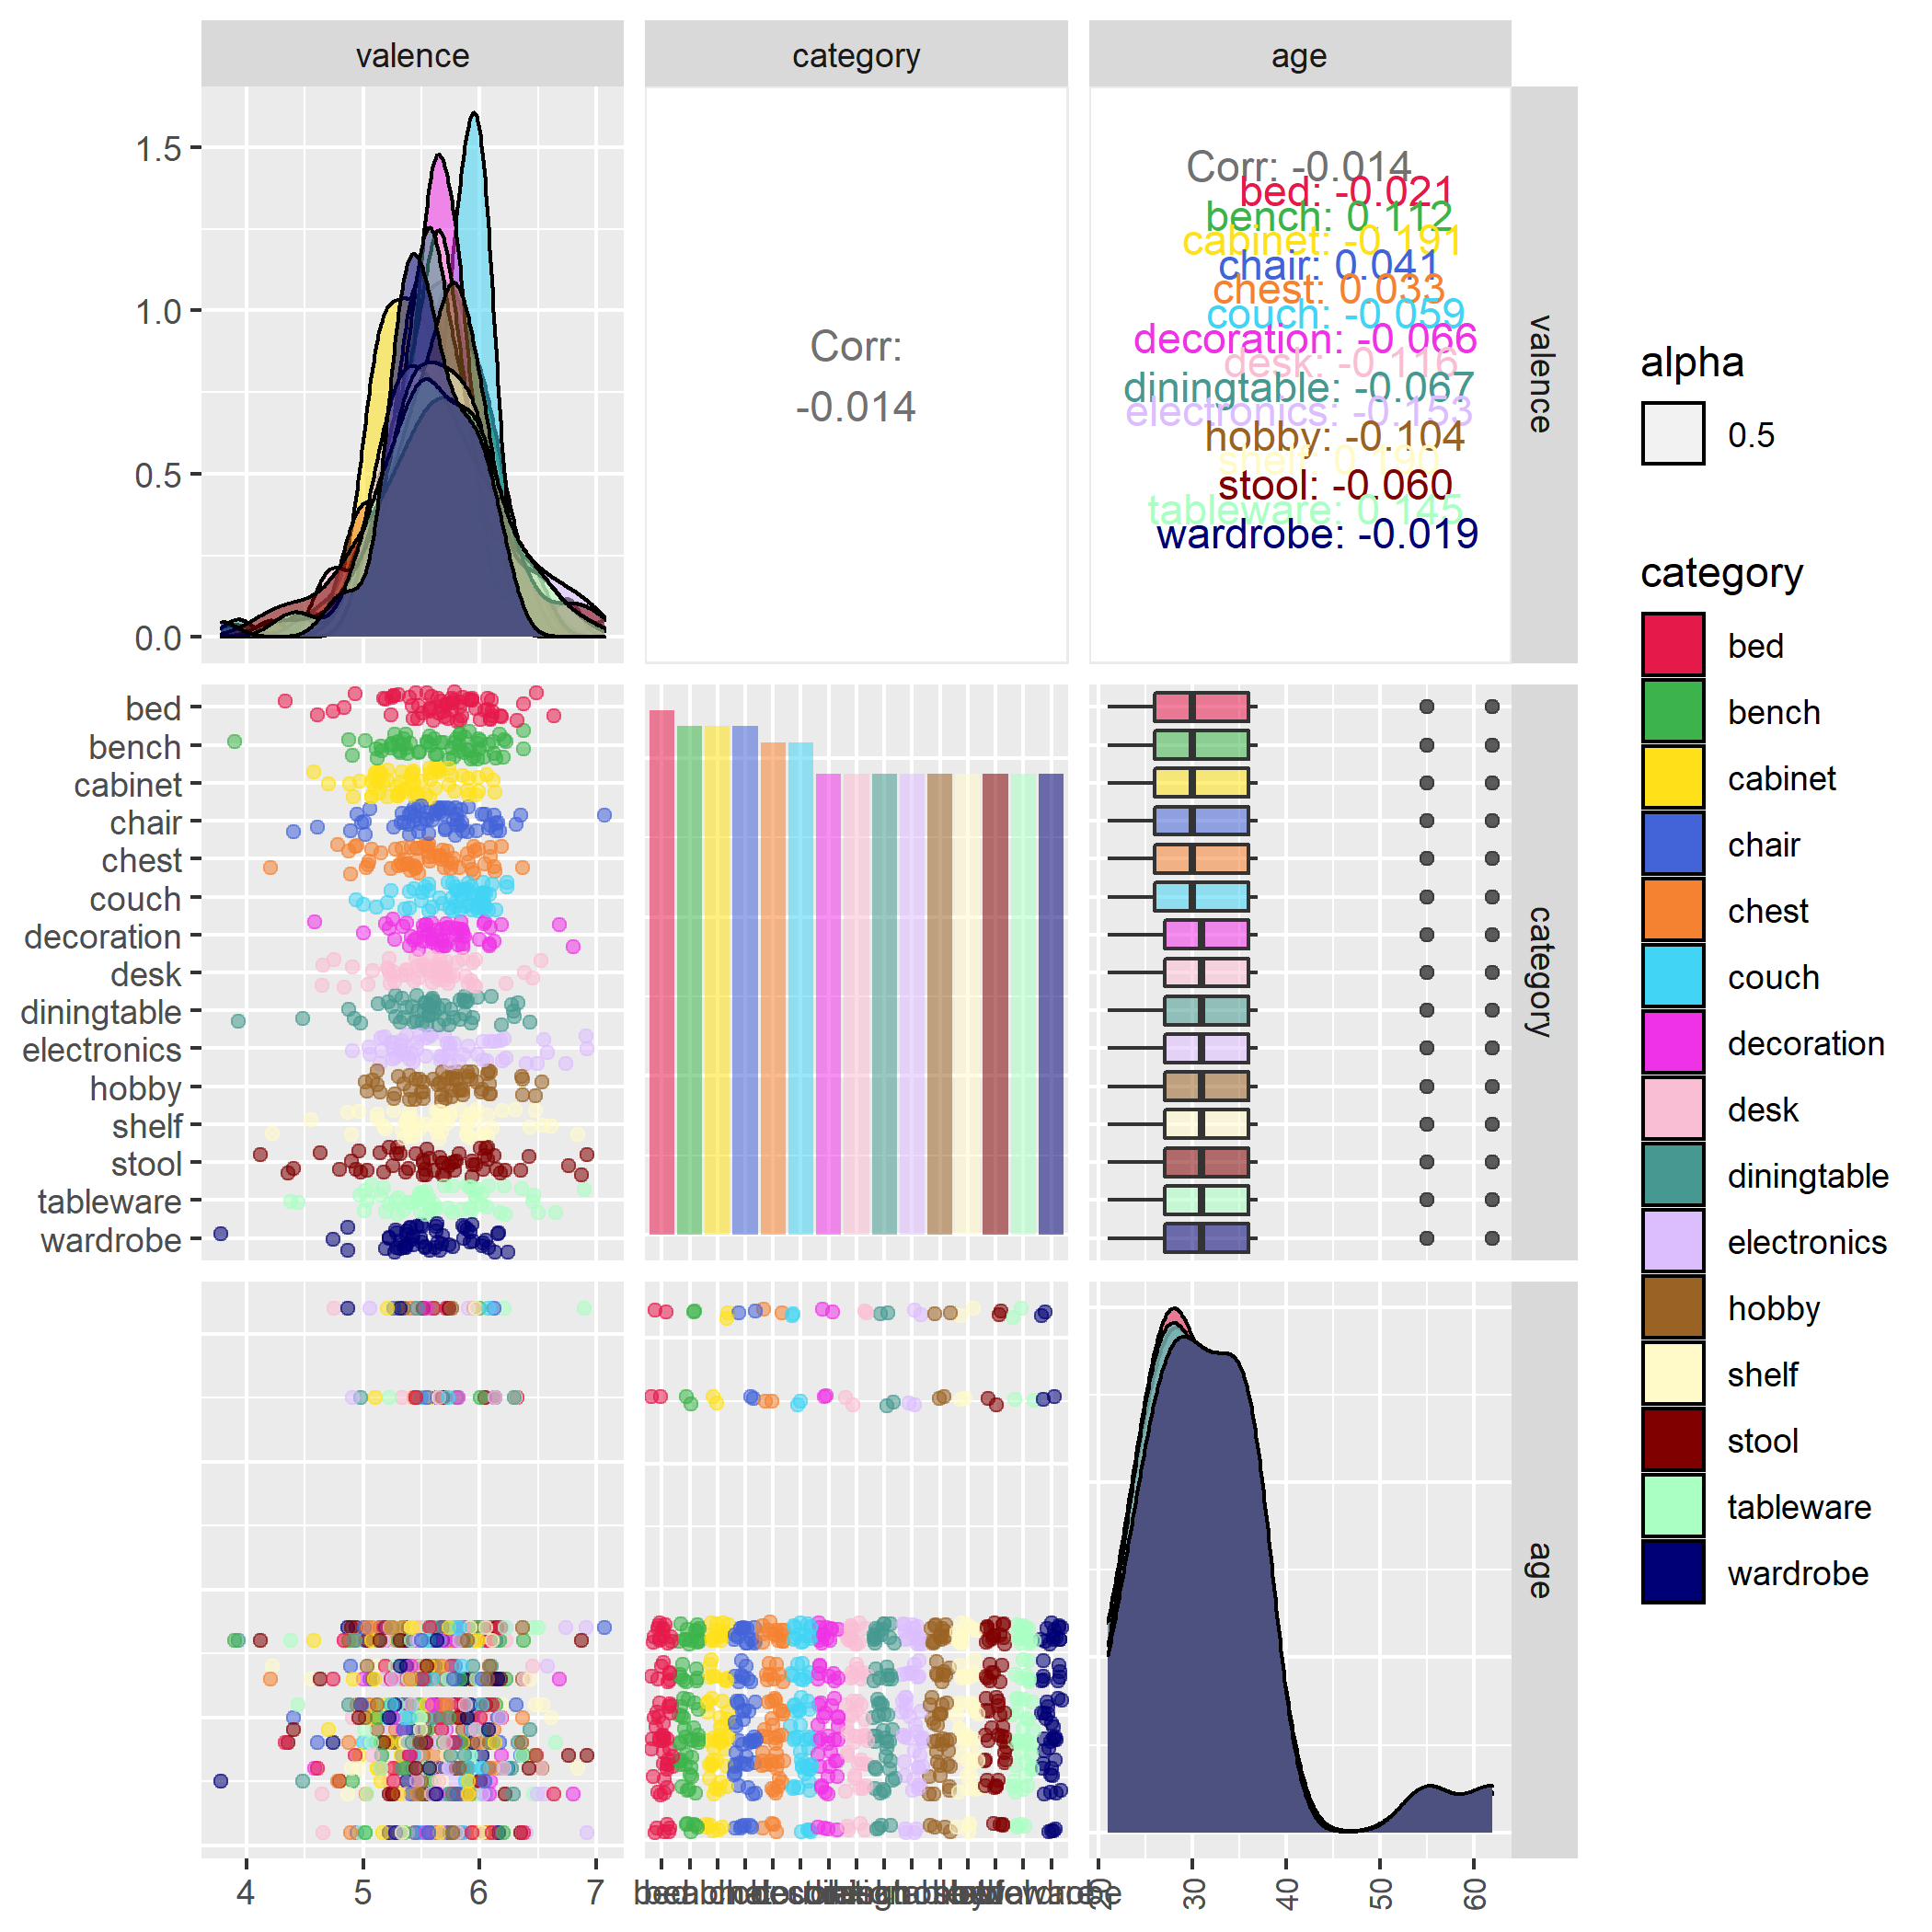 valence
category
age
1.5
1.0
0.5
0.0
Corr:
-0.014
Corr: -0.014
bed: -0.021
bench: 0.112
cabinet: -0.191
chair: 0.041
chest: 0.033
couch: -0.059
decoration: -0.066
desk: -0.116
diningtable: -0.067
electronics: -0.153
hobby: -0.104
shelf: 0.190
stool: -0.060
tableware: 0.145
wardrobe: -0.019
valence
bed
bench
cabinet
chair
chest
couch
decoration
desk
diningtable
electronics
hobby
shelf
stool
tableware
wardrobe
category
age
4
5
6
7
20
30
40
50
60
alpha
0.5
category
bed
bench
cabinet
chair
chest
couch
decoration
desk
diningtable
electronics
hobby
shelf
stool
tableware
wardrobe